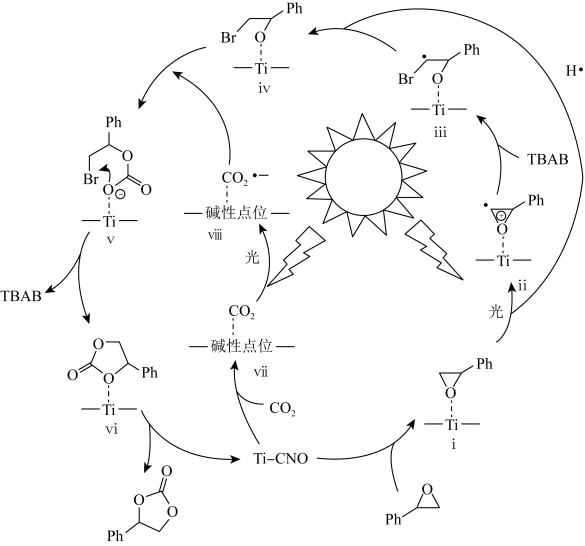 Ph
Br
O
Ti
iv
Ph
Br
O
Ti
iii
H•
TBAB
Ph
O
⊕
Ti
ii
光
Ph
O
Ti
i
Ph
O
Ph
O
Br
O
O
⊖
Ti
v
CO₂•−
碱性点位
viii
光
CO₂
碱性点位
vii
CO₂
TBAB
O
O
O
Ph
Ti
vi
Ti−CNO
O
O
O
Ph